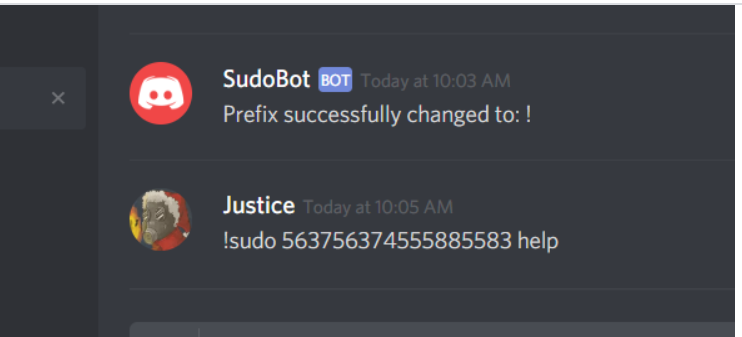 SudoBot BOT Today at 10:03 AM
Prefix successfully changed to: !
Justice Today at 10:05 AM
!sudo 563756374555885583 help